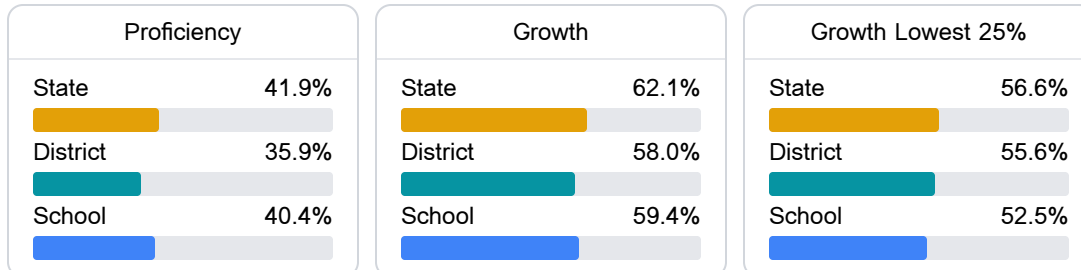 Proficiency
State 41.9%
District 35.9%
School 40.4%
Growth
State 62.1%
District 58.0%
School 59.4%
Growth Lowest 25%
State 56.6%
District 55.6%
School 52.5%